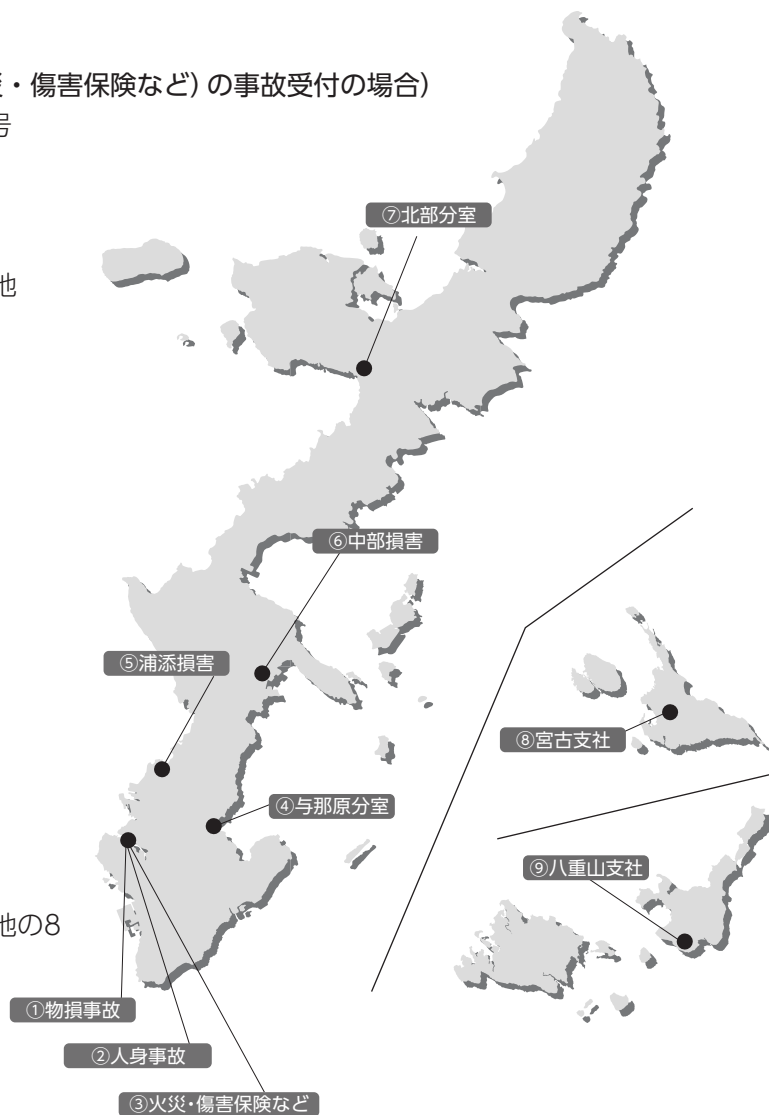 ・傷害保険など）の事故受付の場合）
号
⑦北部分室
地
⑥中部損害
⑤浦添損害
⑧宮古支社
④与那原分室
⑨八重山支社
地の8
①物損事故
②人身事故
③火災・傷害保険など